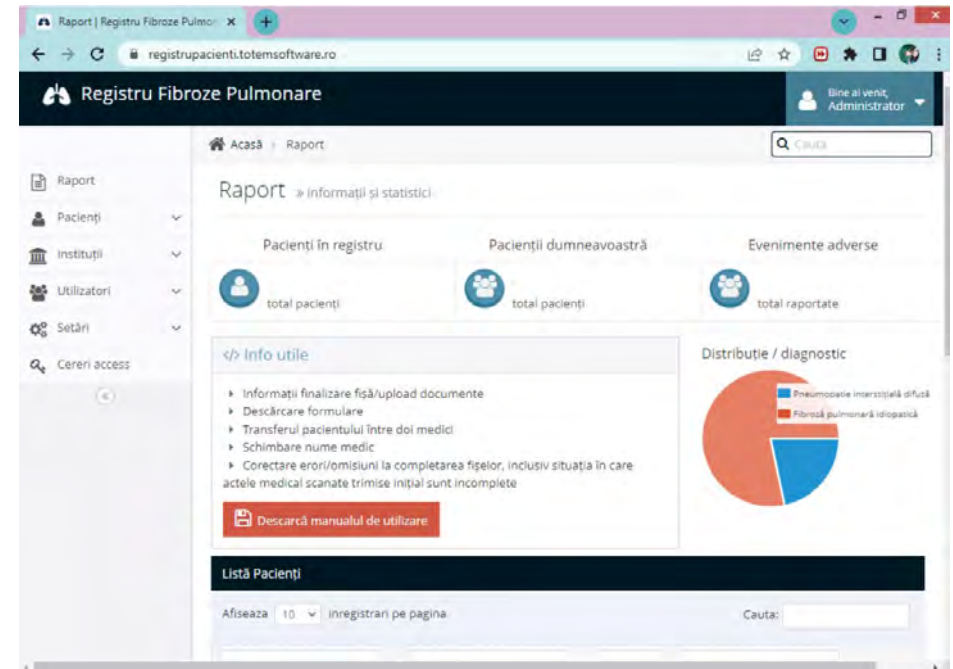 Raport | Registru Fibroze Pulmo
registrupacienti.totemsoftware.ro
Registru Fibroze Pulmonare
Bine ai venit,
Administrator
Acasă Raport
Cauta
Raport
Pacienți
Instituții
Utilizatori
Setări
Cereri access
Raport » informații și statistici
Pacienți în registru
total pacienți
Pacienții dumneavoastră
total pacienți
Evenimente adverse
total raportate
</> Info utile
Informații finalizare fișă/upload documente
Descărcare formulare
Transferul pacientului între doi medici
Schimbare nume medic
Corectare erori/omisiuni la completarea fișelor, inclusiv situația în care
actele medical scanate trimise inițial sunt incomplete
Descarcă manualul de utilizare
Distribuție / diagnostic
Pneumopatie interstițială difuză
Fibroză pulmonară idiopatică
Listă Pacienți
Afiseaza 10 inregistrari pe pagina
Cauta: